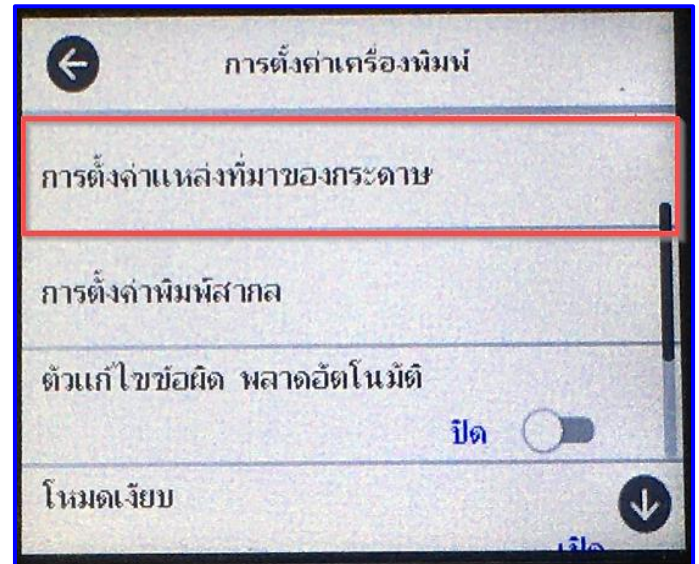 การตั้งค่าเครื่องพิมพ์
การตั้งค่าแหล่งที่มาของกระดาษ
การตั้งค่าพิมพ์สากล
ตัวแก้ไขข้อผิด พลาดอัตโนมัติ
ปิด
โหมดเงียบ
เปิด